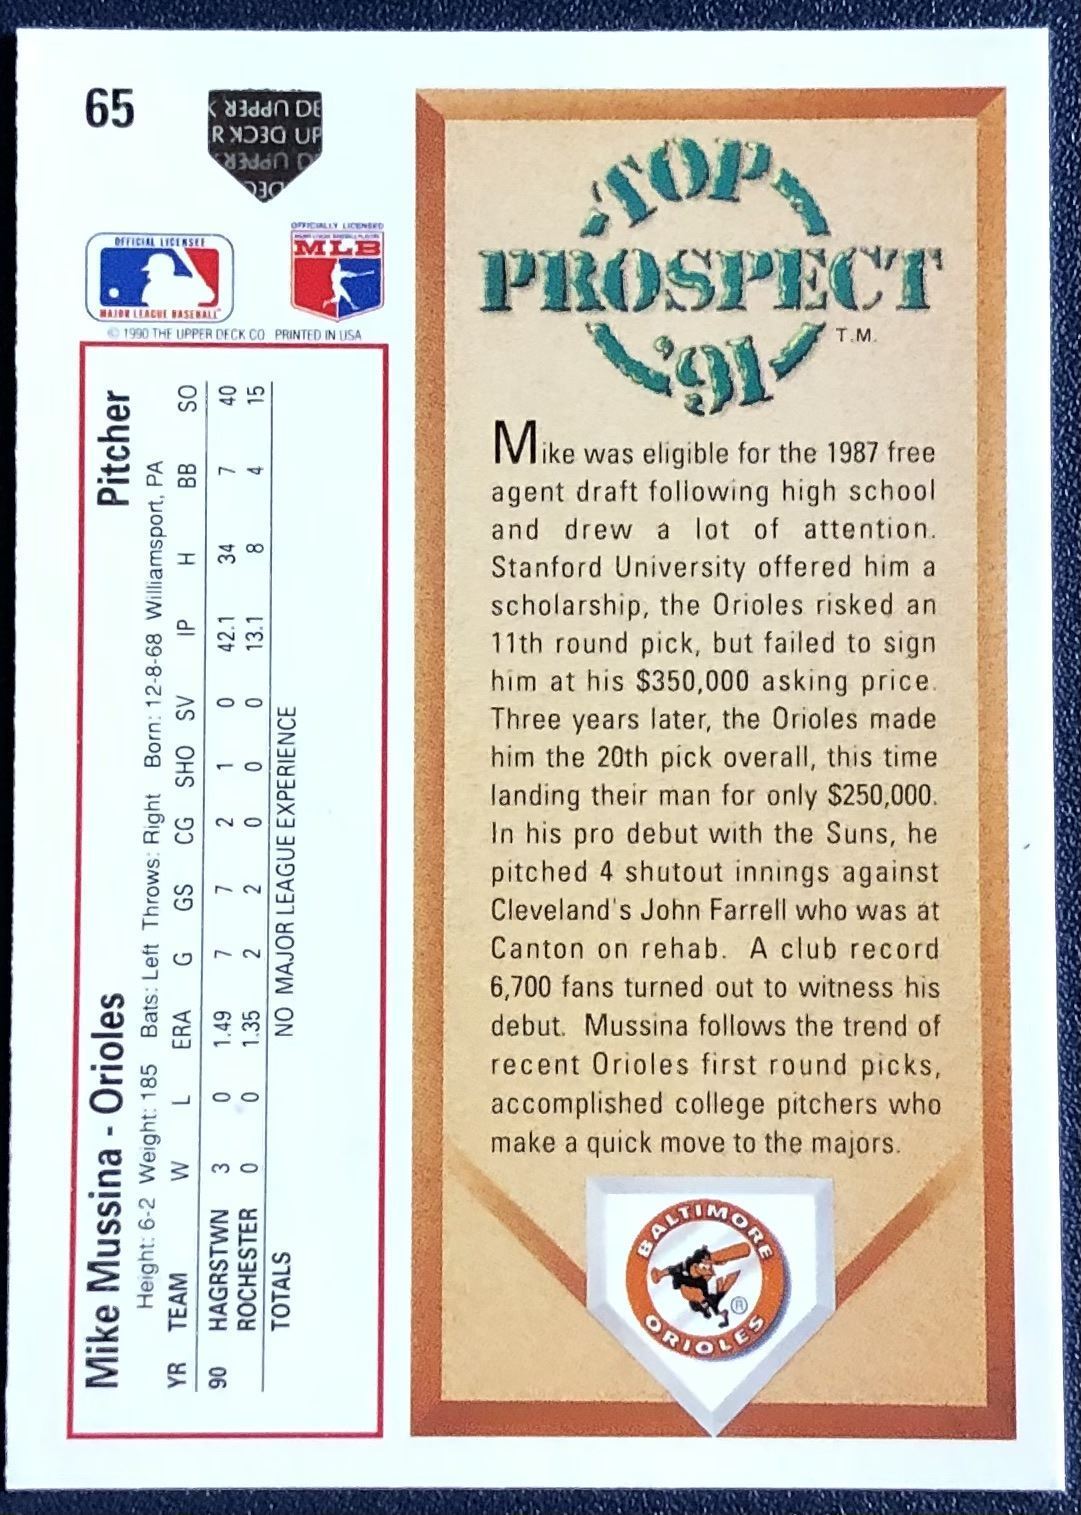 65
UPPER DECK
OFFICIAL LICENSEE
MAJOR LEAGUE BASEBALL
OFFICIALLY LICENSED
MLB
© 1990 THE UPPER DECK CO. PRINTED IN USA
Mike Mussina - Orioles Pitcher
Height: 6-2 Weight: 185 Bats: Left Throws: Right Born: 12-8-68 Williamsport, PA
YR TEAM W L ERA G GS CG SHO SV IP H BB SO
90 HAGRSTWN 3 0 1.49 7 7 2 1 0 42.1 34 7 40
ROCHESTER 0 0 1.35 2 2 0 0 0 13.1 8 4 15
TOTALS NO MAJOR LEAGUE EXPERIENCE
TOP
PROSPECT
'91
T.M.
Mike was eligible for the 1987 free
agent draft following high school
and drew a lot of attention.
Stanford University offered him a
scholarship, the Orioles risked an
11th round pick, but failed to sign
him at his $350,000 asking price.
Three years later, the Orioles made
him the 20th pick overall, this time
landing their man for only $250,000.
In his pro debut with the Suns, he
pitched 4 shutout innings against
Cleveland's John Farrell who was at
Canton on rehab. A club record
6,700 fans turned out to witness his
debut. Mussina follows the trend of
recent Orioles first round picks,
accomplished college pitchers who
make a quick move to the majors.
BALTIMORE
ORIOLES
®